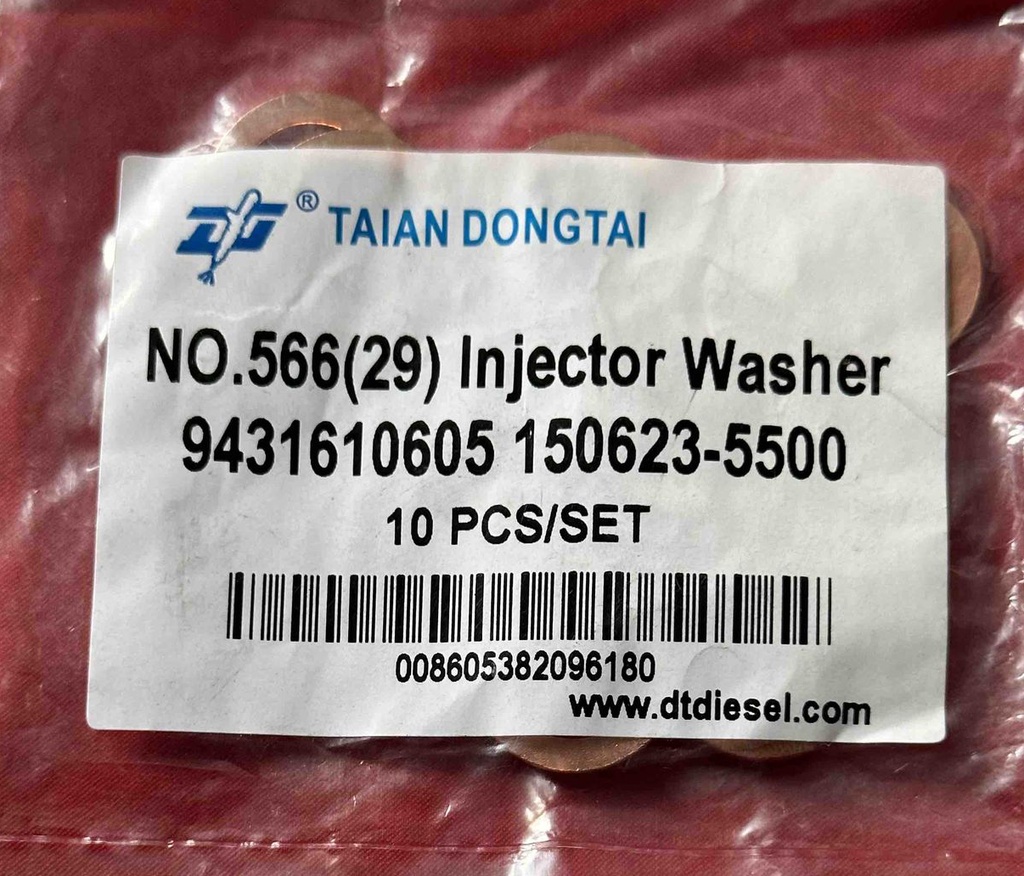 ® TAIAN DONGTAI
NO.566(29) Injector Washer
9431610605 150623-5500
10 PCS/SET
008605382096180
www.dtdiesel.com